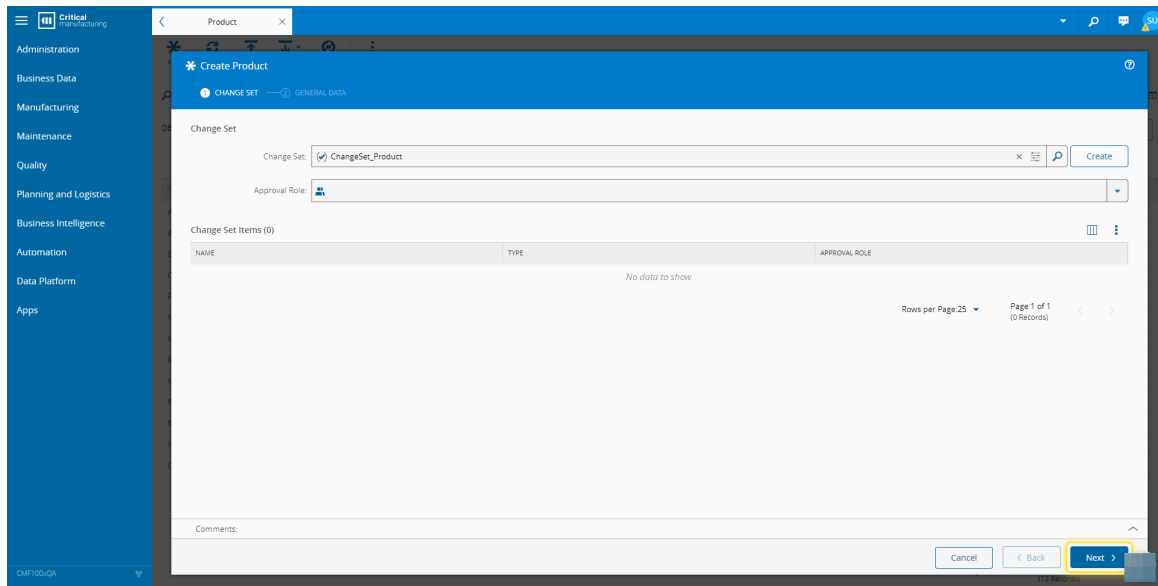 Critical
manufacturing
Product
SU
Administration
Business Data
Manufacturing
Maintenance
Quality
Planning and Logistics
Business Intelligence
Automation
Data Platform
Apps
CMF100xQA
Create Product
1 CHANGE SET 2 GENERAL DATA
DE
Change Set
Change Set: ChangeSet_Product Create
Approval Role:
Change Set Items (0)
NAME TYPE APPROVAL ROLE
No data to show.
Rows per Page:25 Page 1 of 1
(0 Records)
Comments:
Cancel < Back Next >
(13 Records)